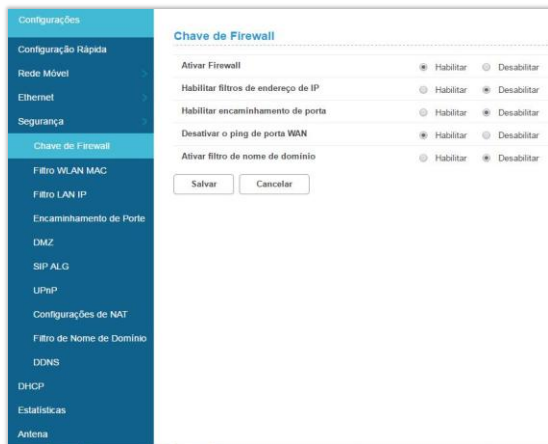 Configurações
Configuração Rápida
Rede Móvel
Ethernet
Segurança
Chave de Firewall
Filtro WLAN MAC
Filtro LAN IP
Encaminhamento de Porte
DMZ
SIP ALG
UPnP
Configurações de NAT
Filtro de Nome de Domínio
DDNS
DHCP
Estatísticas
Antena
Chave de Firewall
Ativar Firewall Habilitar Desabilitar
Habilitar filtros de endereço de IP Habilitar Desabilitar
Habilitar encaminhamento de porta Habilitar Desabilitar
Desativar o ping de porta WAN Habilitar Desabilitar
Ativar filtro de nome de domínio Habilitar Desabilitar
Salvar Cancelar